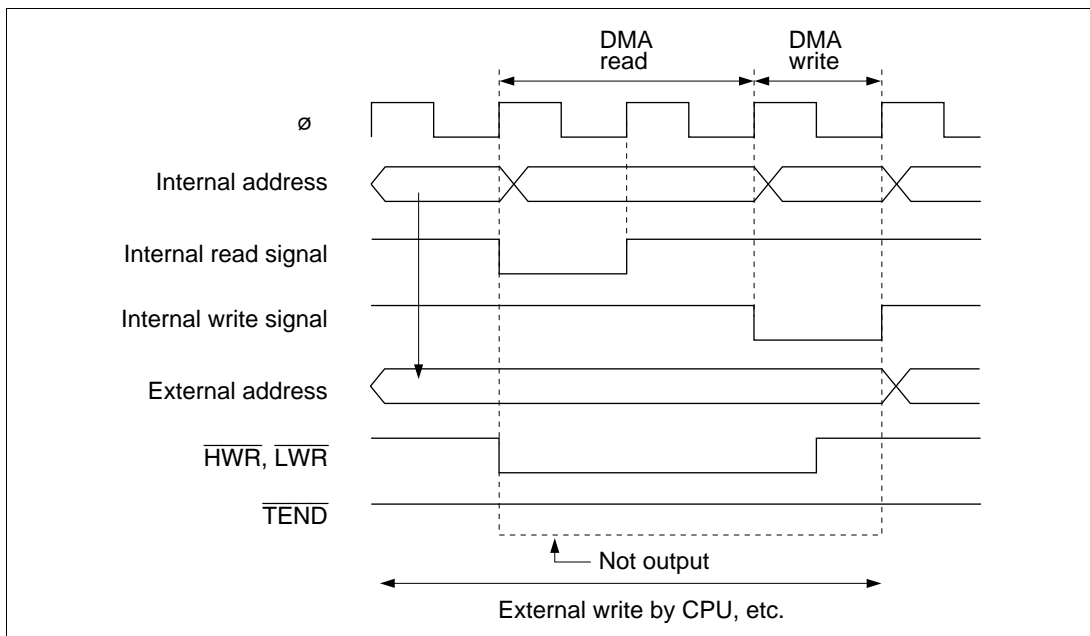 DMA
read
DMA
write
ø
Internal address
Internal read signal
Internal write signal
External address
HWR, LWR
TEND
Not output
External write by CPU, etc.